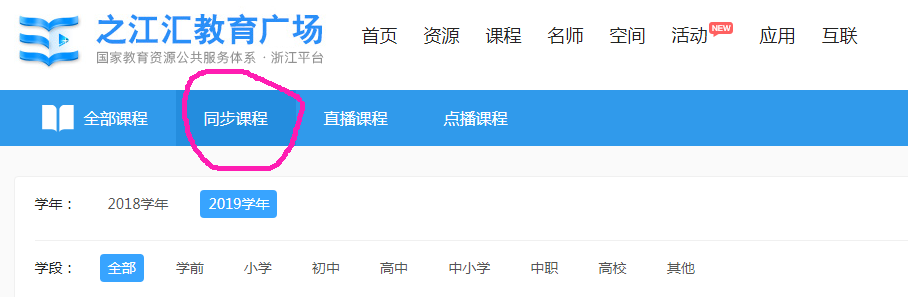 之江汇教育广场
国家教育资源公共服务体系 · 浙江平台
首页 资源 课程 名师 空间 活动 NEW 应用 互联
全部课程 同步课程 直播课程 点播课程
学年： 2018学年 2019学年
学段： 全部 学前 小学 初中 高中 中小学 中职 高校 其他